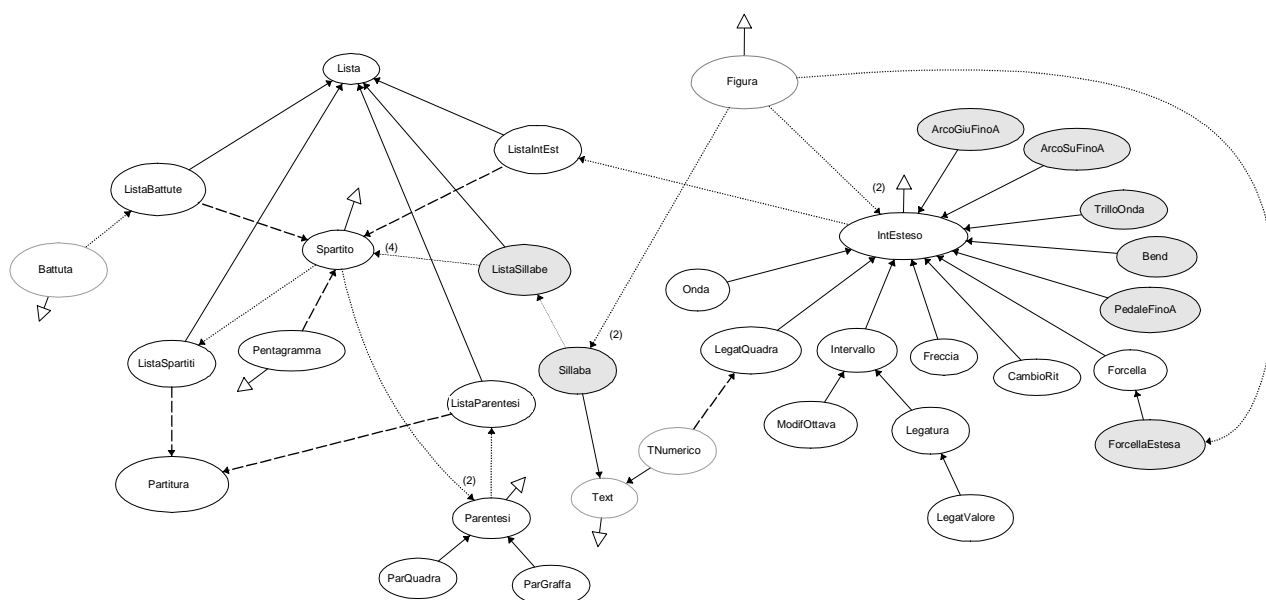 Lista
Figura
ArcoGiuFinoA
ListaIntEst
ArcoSuFinoA
ListaBattute
(2)
TrilloOnda
IntEsteso
Spartito
(4)
Bend
Battuta
ListaSillabe
Onda
PedaleFinoA
(2)
ListaSpartiti
Pentagramma
LegatQuadra
Intervallo
Freccia
Sillaba
CambioRit
Forcella
ListaParentesi
ModifOttava
Legatura
ForcellaEstesa
TNumerico
Partitura
(2)
Text
Parentesi
LegatValore
ParQuadra
ParGraffa